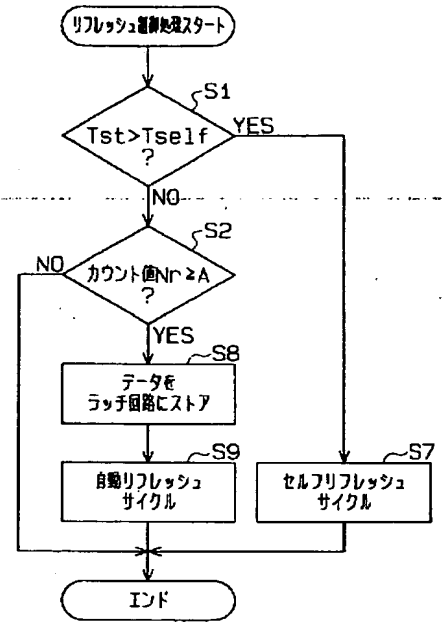 リフレッシュ制御処理スタート
S1
Tst>Tself
?
YES
NO
S2
カウント値Nr≧A
?
NO
YES
S8
データを
ラッチ回路にストア
S9
自動リフレッシュ
サイクル
S7
セルフリフレッシュ
サイクル
エンド